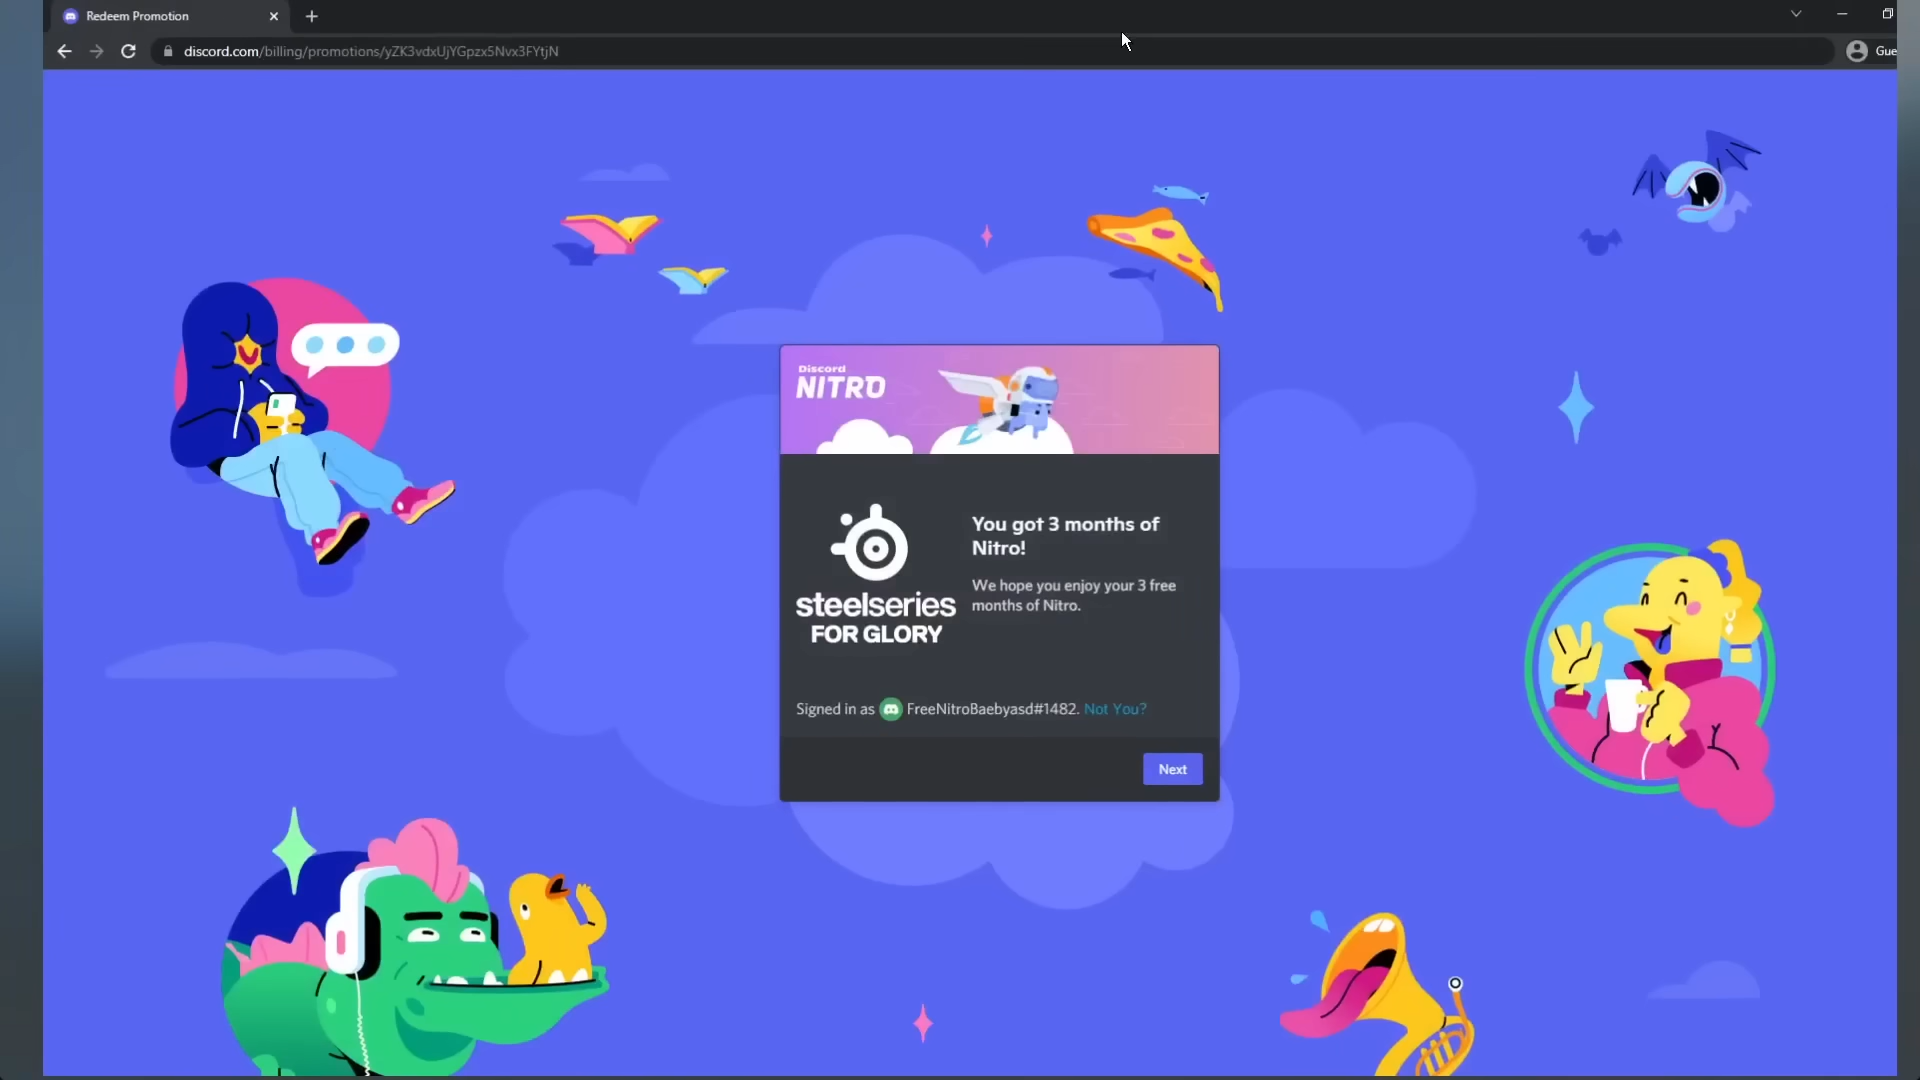 Redeem Promotion
discord.com/billing/promotions/yZK3vdxUjYGpzx5Nvx3FYtjN
Gue
Discord
NITRO
steelseries
FOR GLORY
You got 3 months of
Nitro!
We hope you enjoy your 3 free
months of Nitro.
Signed in as FreeNitroBaebyasd#1482. Not You?
Next